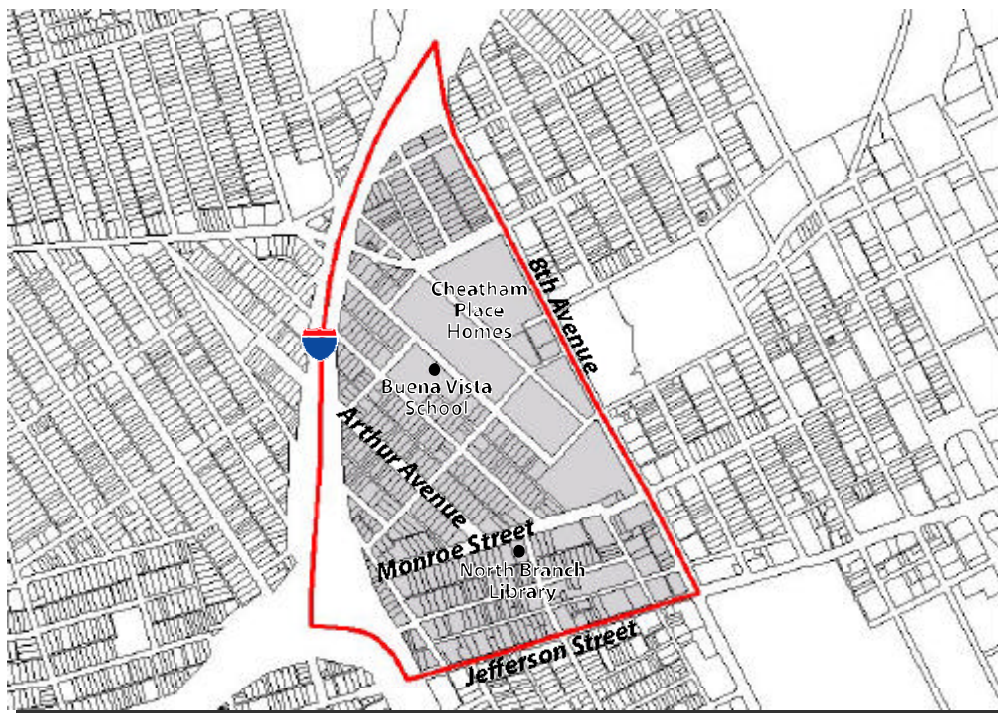 8th Avenue
Cheatham
Place
Homes
Buena Vista
School
Arthur Avenue
Monroe Street
North Branch
Library
Jefferson Street